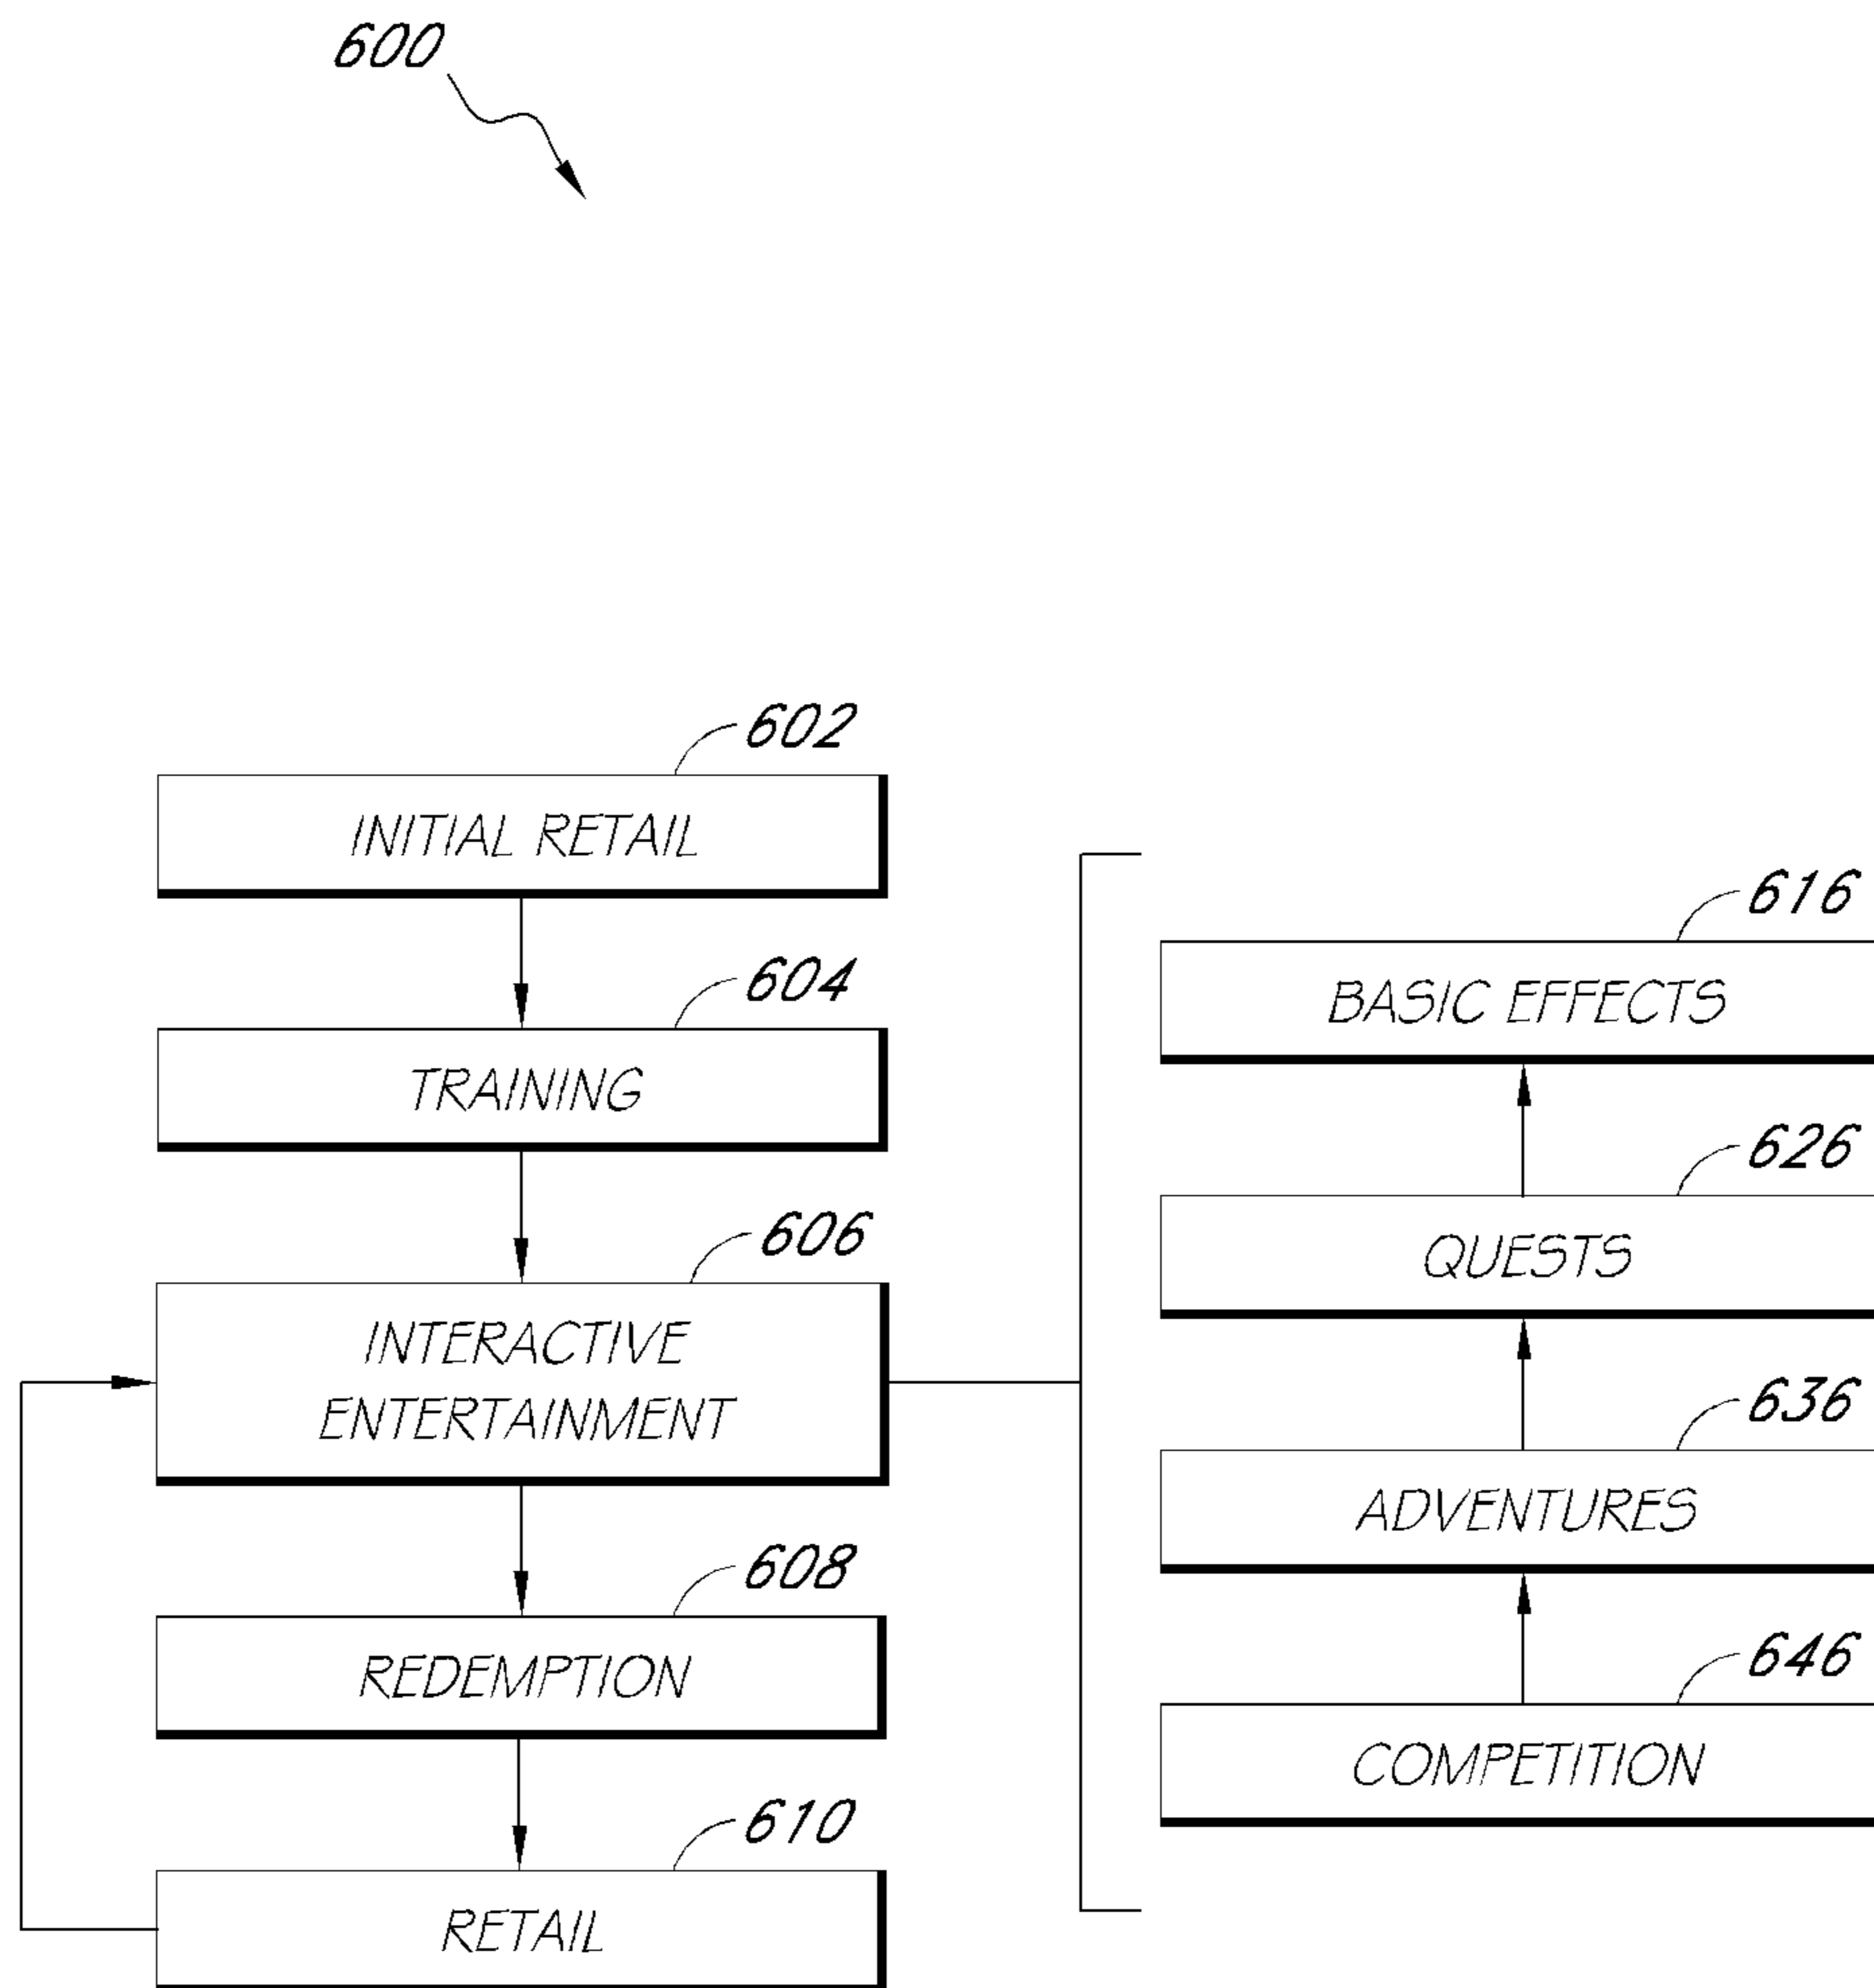 600
602
INITIAL RETAIL
604
TRAINING
606
INTERACTIVE
ENTERTAINMENT
608
REDEMPTION
610
RETAIL
616
BASIC EFFECTS
626
QUESTS
636
ADVENTURES
646
COMPETITION